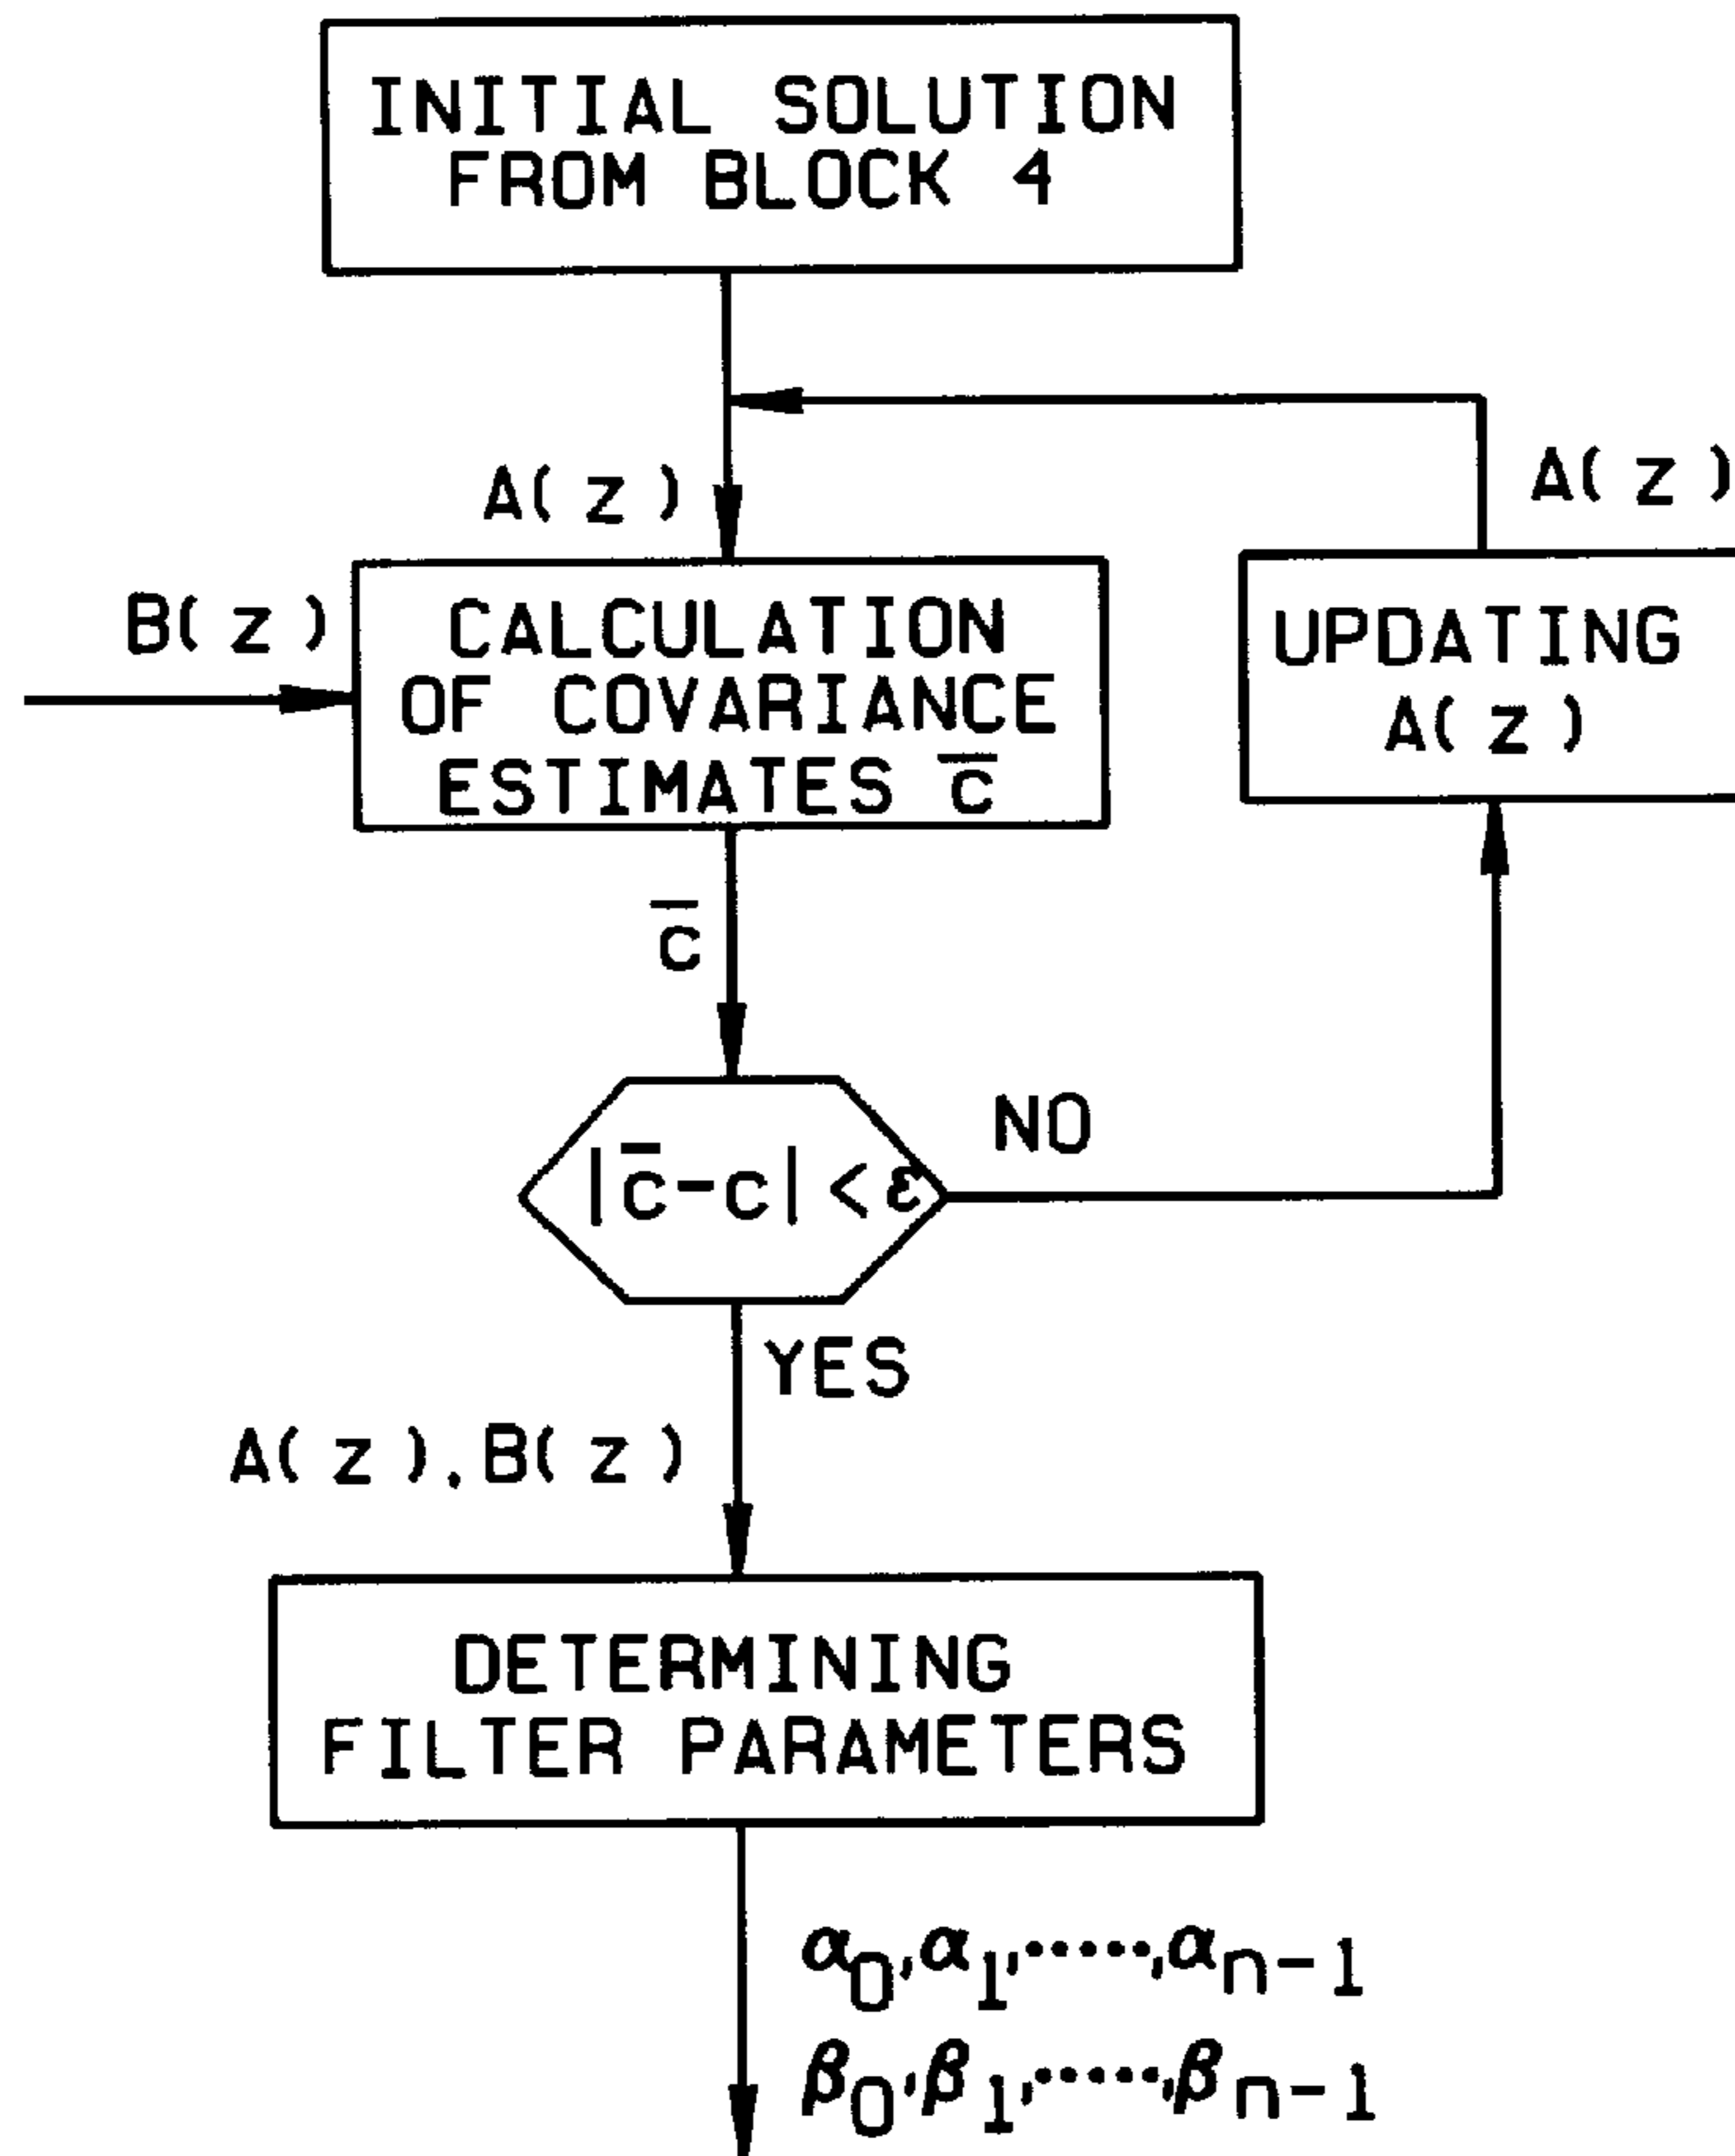 INITIAL SOLUTION
FROM BLOCK 4
A(z)
A(z)
B(z)
CALCULATION
OF COVARIANCE
ESTIMATES c̅
UPDATING
A(z)
c̅
|c̅-c|<ε
NO
YES
A(z),B(z)
DETERMINING
FILTER PARAMETERS
α0,α1,.....,αn-1
β0,β1,.....,βn-1